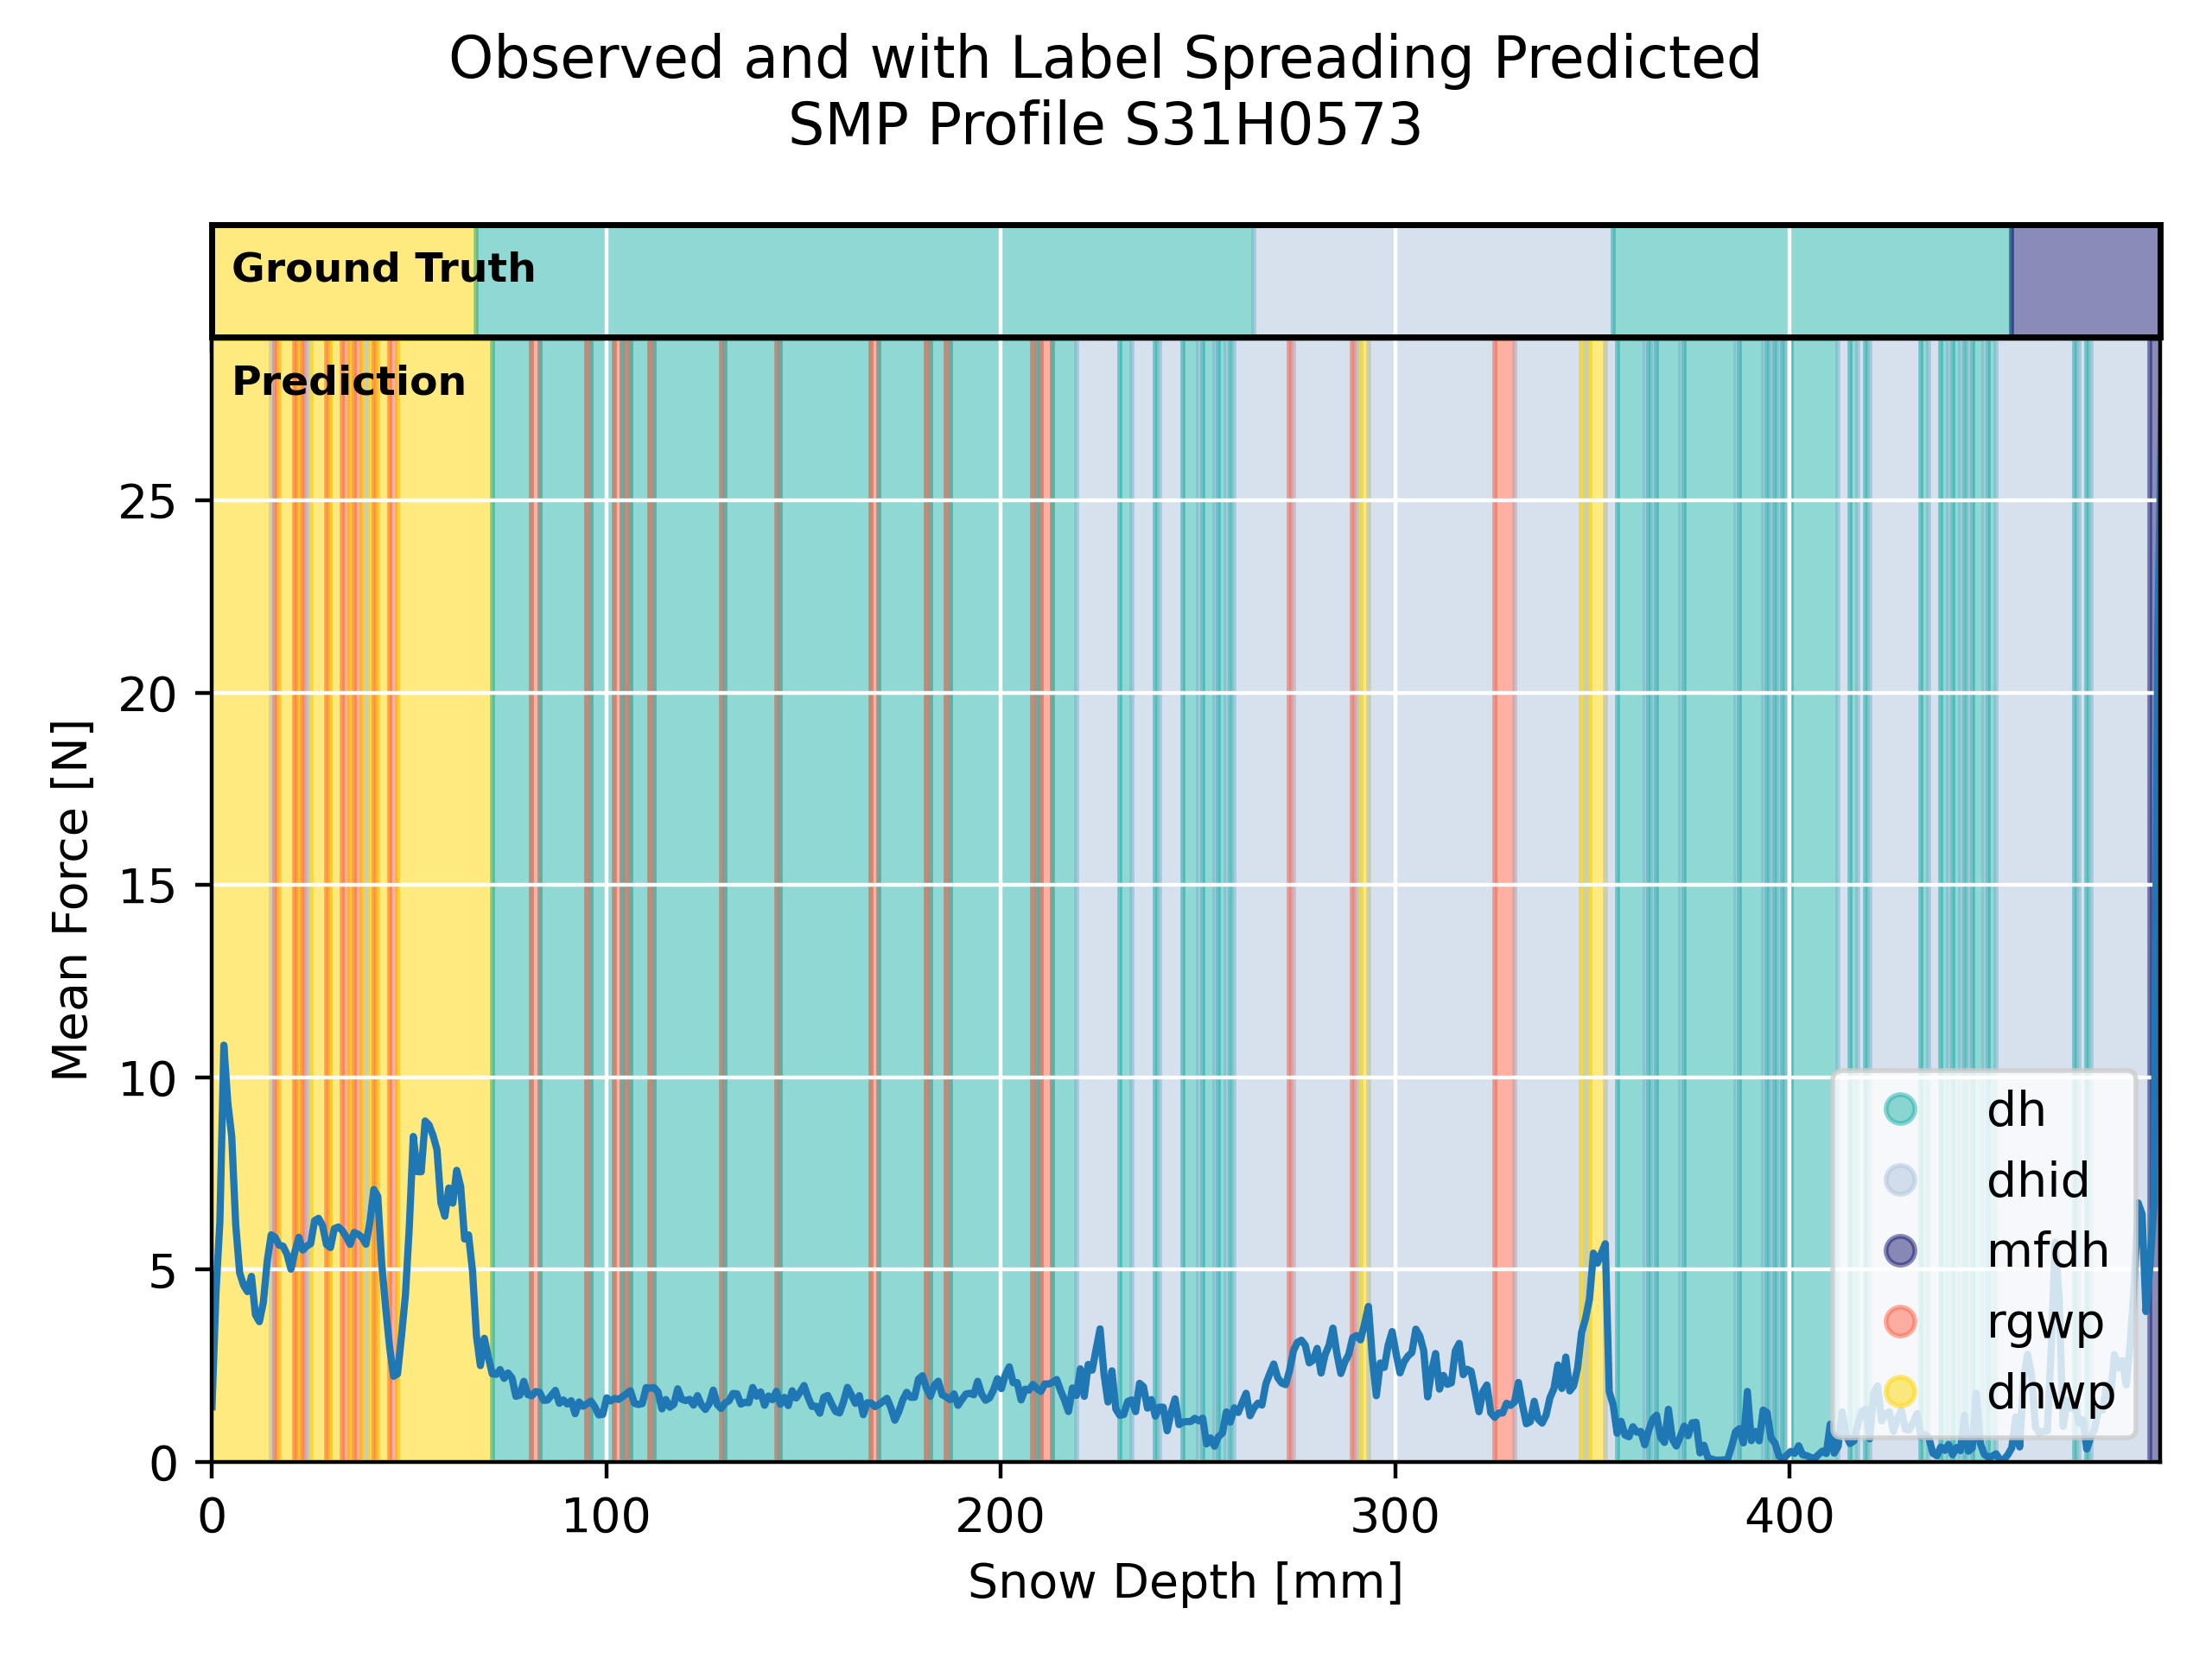 Observed and with Label Spreading Predicted
SMP Profile S31H0573
Ground Truth
Prediction
25
20
15
10
5
0
Mean Force [N]
dh
dhid
mfdh
rgwp
dhwp
0 100 200 300 400
Snow Depth [mm]